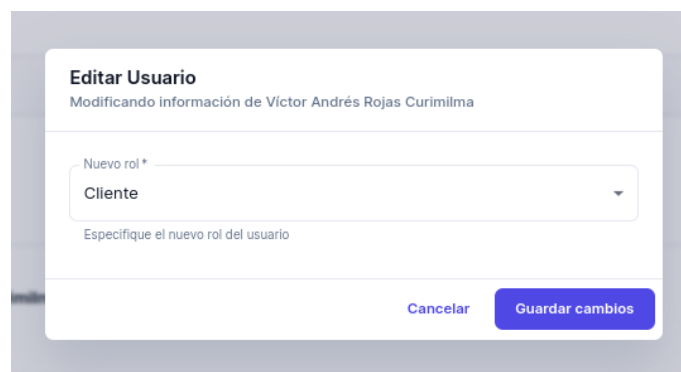 Editar Usuario
Modificando información de Víctor Andrés Rojas Curimilma
Nuevo rol *
Cliente
Especifique el nuevo rol del usuario
Cancelar
Guardar cambios